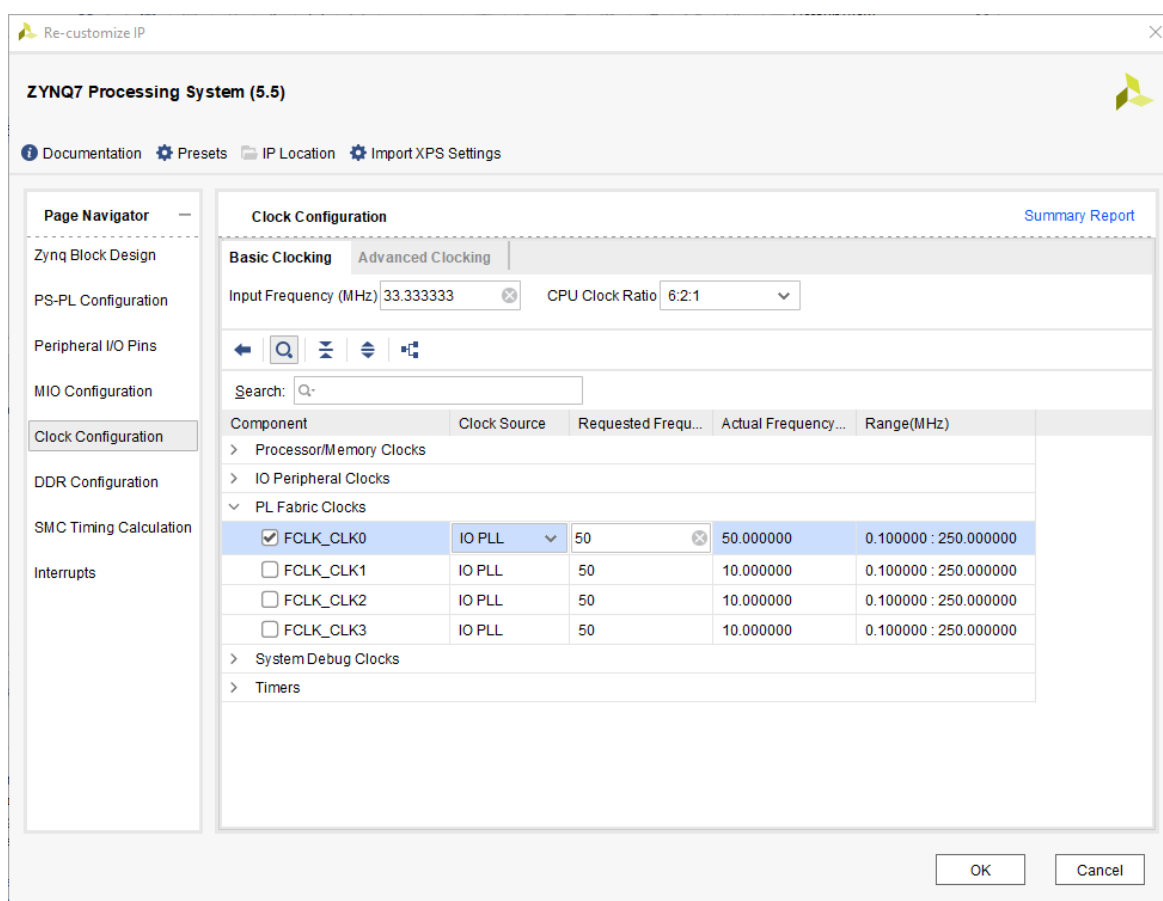 Re-customize IP
ZYNQ7 Processing System (5.5)
Documentation Presets IP Location Import XPS Settings
Page Navigator
Zynq Block Design
PS-PL Configuration
Peripheral I/O Pins
MIO Configuration
Clock Configuration
DDR Configuration
SMC Timing Calculation
Interrupts
Clock Configuration Summary Report
Basic Clocking Advanced Clocking
Input Frequency (MHz) 33.333333 CPU Clock Ratio 6:2:1
Search:
Component Clock Source Requested Frequ... Actual Frequency... Range(MHz)
Processor/Memory Clocks
IO Peripheral Clocks
PL Fabric Clocks
FCLK_CLK0 IO PLL 50 50.000000 0.100000 : 250.000000
FCLK_CLK1 IO PLL 50 10.000000 0.100000 : 250.000000
FCLK_CLK2 IO PLL 50 10.000000 0.100000 : 250.000000
FCLK_CLK3 IO PLL 50 10.000000 0.100000 : 250.000000
System Debug Clocks
Timers
OK Cancel